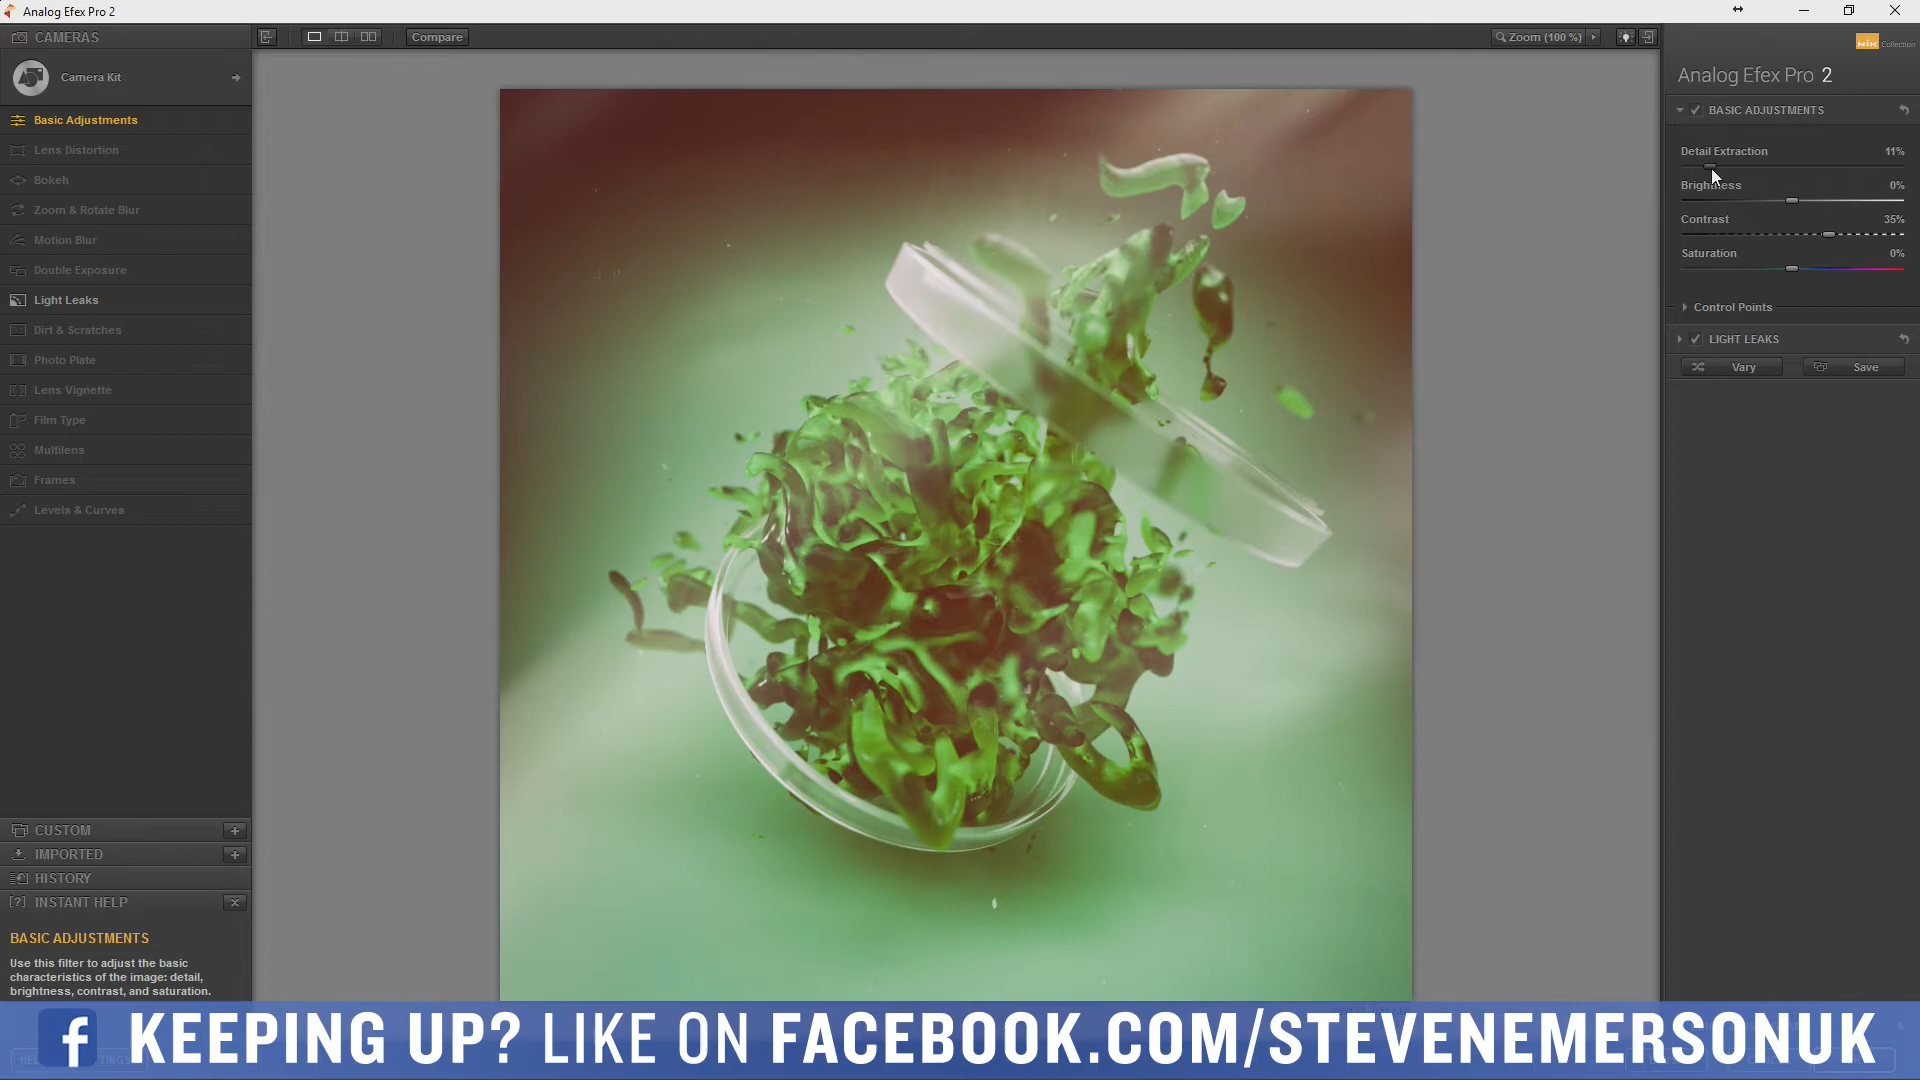 Analog Efex Pro 2
CAMERAS
Camera Kit
Basic Adjustments
Lens Distortion
Bokeh
Zoom & Rotate Blur
Motion Blur
Double Exposure
Light Leaks
Dirt & Scratches
Photo Plate
Lens Vignette
Film Type
Multilens
Frames
Levels & Curves
CUSTOM
IMPORTED
HISTORY
[?] INSTANT HELP
BASIC ADJUSTMENTS
Use this filter to adjust the basic
characteristics of the image: detail,
brightness, contrast, and saturation.
Compare
Zoom (100 %)
Nik Collection
Analog Efex Pro 2
BASIC ADJUSTMENTS
Detail Extraction 11%
Brightness 0%
Contrast 35%
Saturation 0%
Control Points
LIGHT LEAKS
Vary Save
f KEEPING UP? LIKE ON FACEBOOK.COM/STEVENEMERSONUK